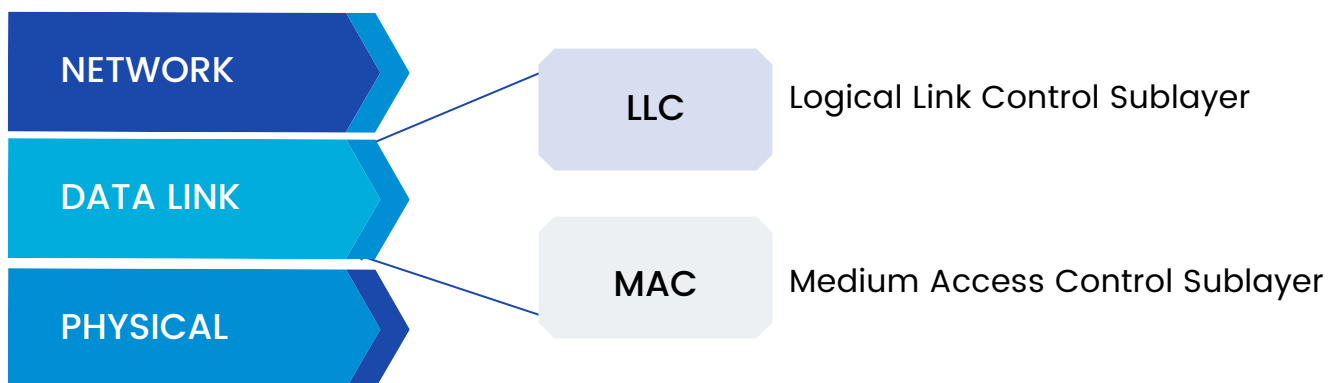 NETWORK
DATA LINK
PHYSICAL
LLC
Logical Link Control Sublayer
MAC
Medium Access Control Sublayer